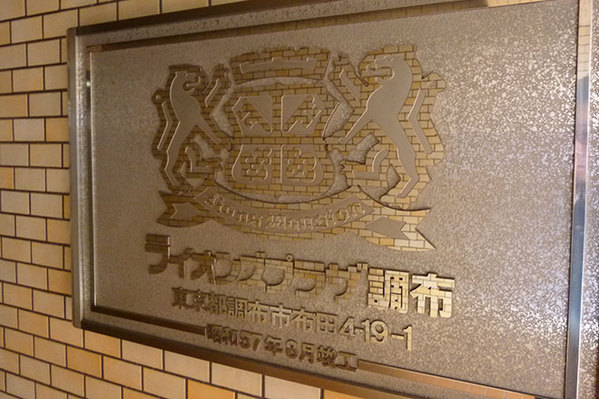 Lions Mansion
ライオンズプラザ調布
東京都調布市布田4-19-1
昭和57年8月竣工